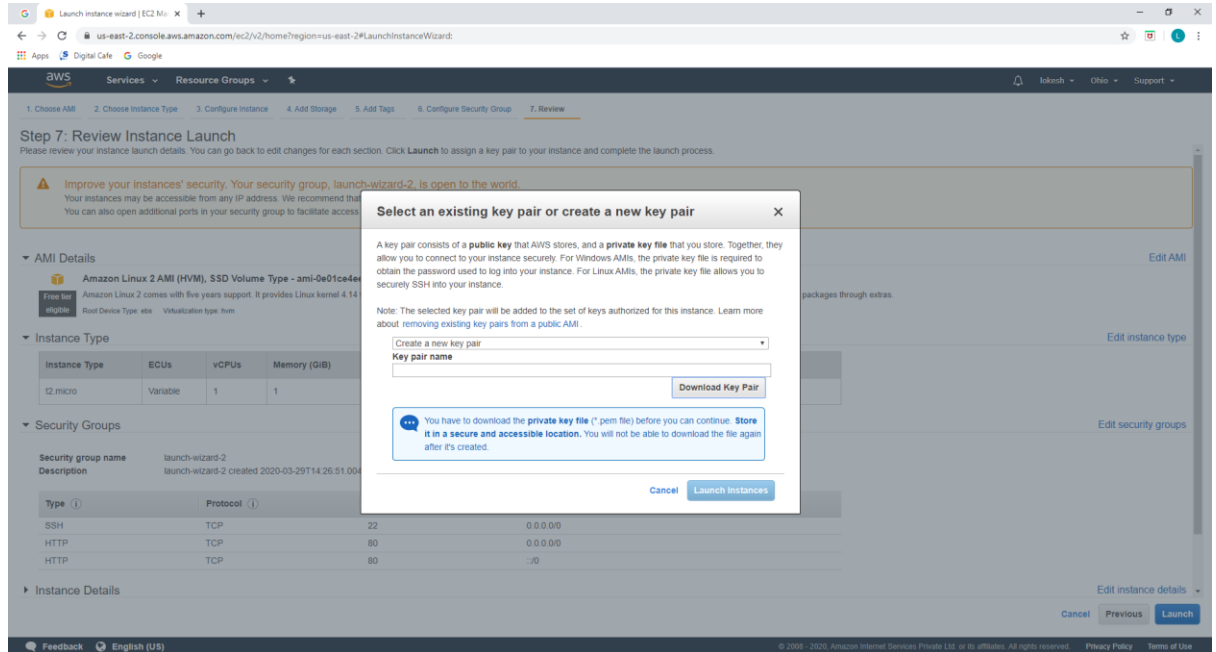 Launch instance wizard | EC2 Ma
us-east-2.console.aws.amazon.com/ec2/v2/home?region=us-east-2#LaunchInstanceWizard:
Apps Digital Cafe Google
aws Services Resource Groups lokesh Ohio Support
1. Choose AMI 2. Choose Instance Type 3. Configure Instance 4. Add Storage 5. Add Tags 6. Configure Security Group 7. Review
Step 7: Review Instance Launch
Please review your instance launch details. You can go back to edit changes for each section. Click Launch to assign a key pair to your instance and complete the launch process.
Improve your instances' security. Your security group, launch-wizard-2, is open to the world.
Your instances may be accessible from any IP address. We recommend that
You can also open additional ports in your security group to facilitate access
Select an existing key pair or create a new key pair
A key pair consists of a public key that AWS stores, and a private key file that you store. Together, they
allow you to connect to your instance securely. For Windows AMIs, the private key file is required to
obtain the password used to log into your instance. For Linux AMIs, the private key file allows you to
securely SSH into your instance.
Note: The selected key pair will be added to the set of keys authorized for this instance. Learn more
about removing existing key pairs from a public AMI.
Create a new key pair
Key pair name
Download Key Pair
You have to download the private key file (*.pem file) before you can continue. Store
it in a secure and accessible location. You will not be able to download the file again
after it's created.
Cancel Launch Instances
AMI Details Edit AMI
Amazon Linux 2 AMI (HVM), SSD Volume Type - ami-0e01ce4ee
Free tier
eligible
Amazon Linux 2 comes with five years support. It provides Linux kernel 4.14 packages through extras.
Root Device Type: ebs Virtualization type: hvm
Instance Type Edit instance type
Instance Type ECUs vCPUs Memory (GiB)
t2.micro Variable 1 1
Security Groups Edit security groups
Security group name launch-wizard-2
Description launch-wizard-2 created 2020-03-29T14:26:51.004
Type Protocol
SSH TCP 22 0.0.0.0/0
HTTP TCP 80 0.0.0.0/0
HTTP TCP 80 ::/0
Instance Details Edit instance details
Cancel Previous Launch
Feedback English (US) © 2008 - 2020, Amazon Internet Services Private Ltd. or its affiliates. All rights reserved. Privacy Policy Terms of Use